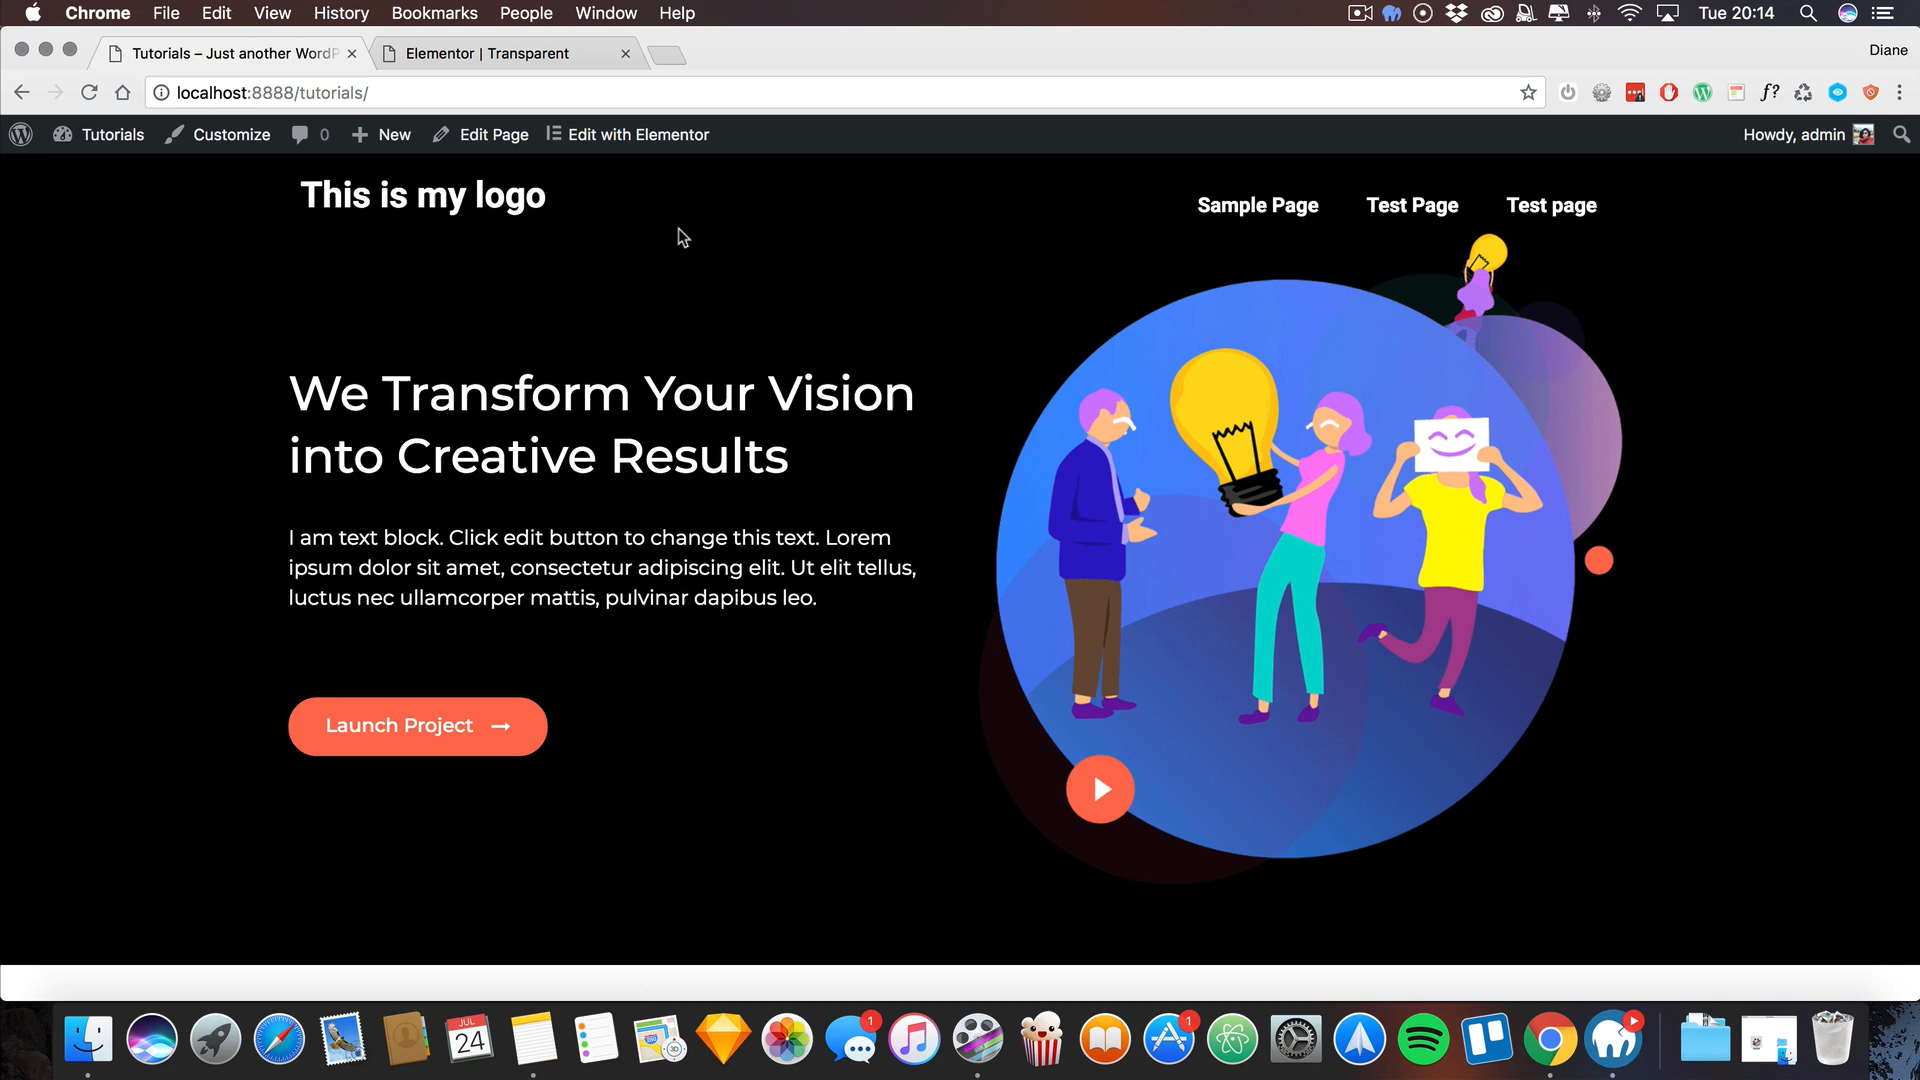 Chrome File Edit View History Bookmarks People Window Help Tue 20:14
Tutorials – Just another WordP Elementor | Transparent Diane
localhost:8888/tutorials/ f?
Tutorials Customize 0 New Edit Page Edit with Elementor Howdy, admin
This is my logo
Sample Page Test Page Test page
We Transform Your Vision
into Creative Results
I am text block. Click edit button to change this text. Lorem
ipsum dolor sit amet, consectetur adipiscing elit. Ut elit tellus,
luctus nec ullamcorper mattis, pulvinar dapibus leo.
Launch Project →
JUL
24
3D
1
1